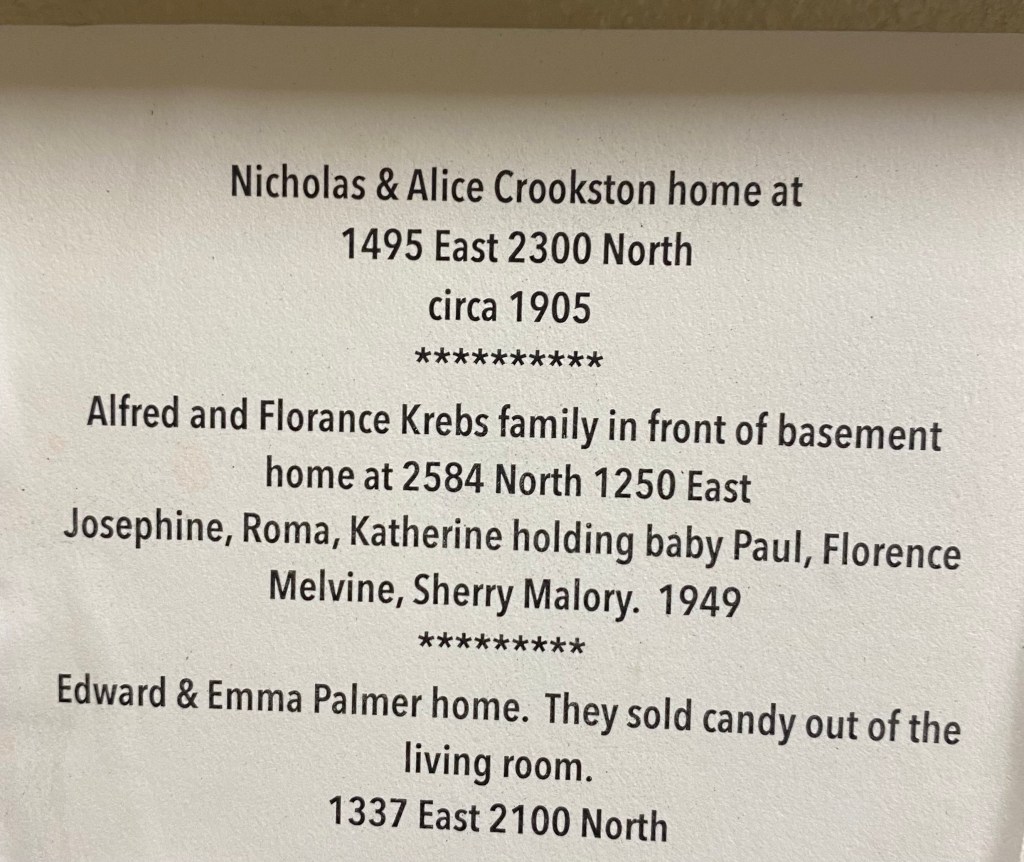 Nicholas & Alice Crookston home at
1495 East 2300 North
circa 1905
**********
Alfred and Florance Krebs family in front of basement
home at 2584 North 1250 East
Josephine, Roma, Katherine holding baby Paul, Florence
Melvine, Sherry Malory.  1949
*********
Edward & Emma Palmer home.  They sold candy out of the
living room.
1337 East 2100 North